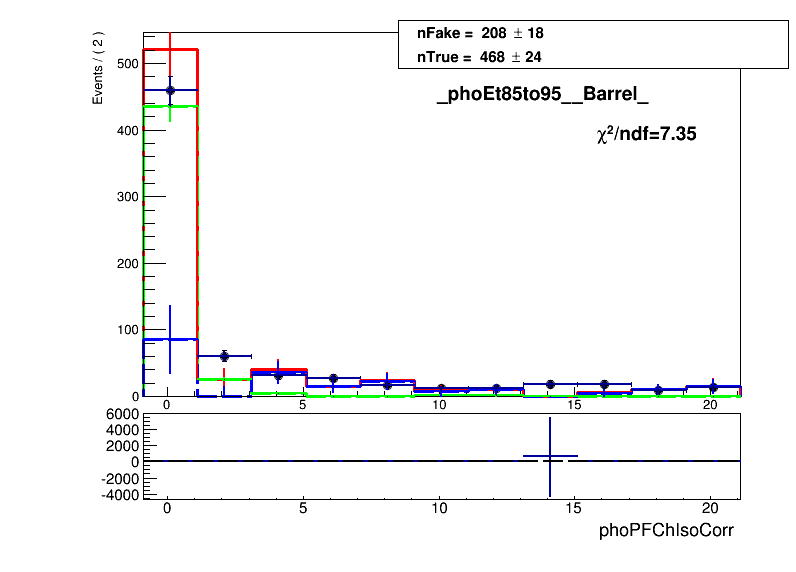 nFake = 208 ± 18
nTrue = 468 ± 24
_phoEt85to95__Barrel_
χ²/ndf=7.35
Events / ( 2 )
500
400
300
200
100
0
0 5 10 15 20
6000
4000
2000
0
-2000
-4000
0 5 10 15 20
phoPFChIsoCorr